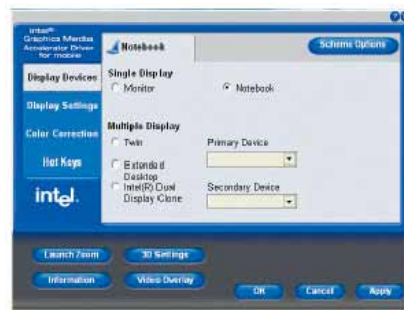 Intel®
Graphics Media
Accelerator Driver
for mobile
Notebook
Scheme Options
Display Devices
Display Settings
Color Correction
Hot Keys
intel.
Single Display
Monitor
Notebook
Multiple Display
Twin
Primary Device
Extended
Desktop
Intel(R) Dual
Display Clone
Secondary Device
Launch Zoom
3D Settings
Information
Video Overlay
OK
Cancel
Apply